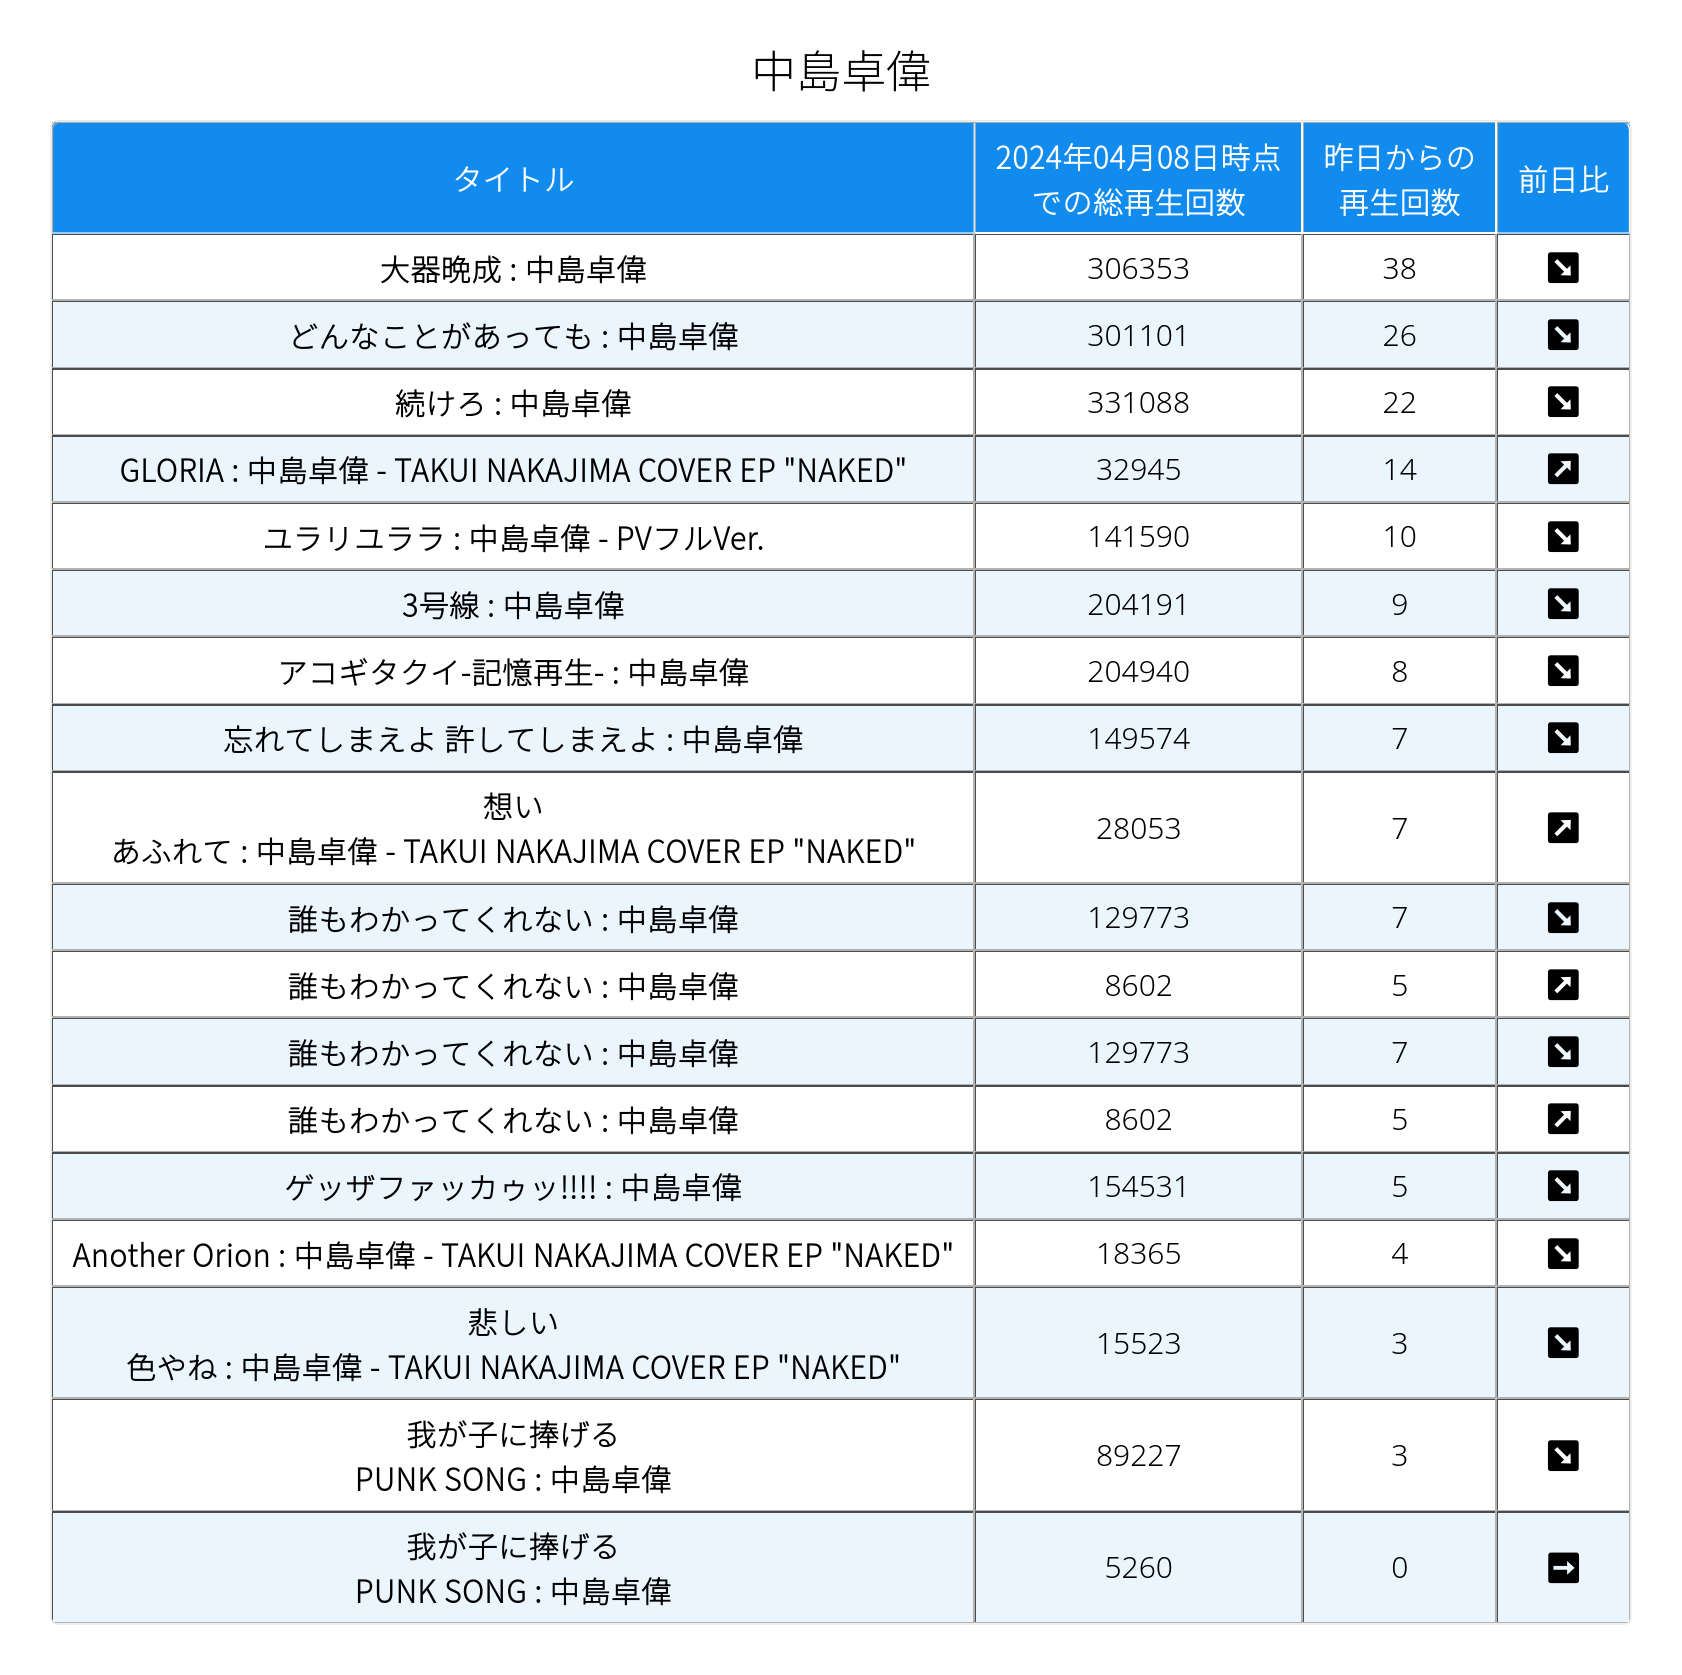 中島卓偉
タイトル
2024年04月08日時点
での総再生回数
昨日からの
再生回数
前日比
大器晩成 : 中島卓偉 306353 38
どんなことがあっても : 中島卓偉 301101 26
続けろ : 中島卓偉 331088 22
GLORIA : 中島卓偉 - TAKUI NAKAJIMA COVER EP "NAKED" 32945 14
ユラリユララ : 中島卓偉 - PVフルVer. 141590 10
3号線 : 中島卓偉 204191 9
アコギタクイ-記憶再生- : 中島卓偉 204940 8
忘れてしまえよ 許してしまえよ : 中島卓偉 149574 7
想い
あふれて : 中島卓偉 - TAKUI NAKAJIMA COVER EP "NAKED" 28053 7
誰もわかってくれない : 中島卓偉 129773 7
誰もわかってくれない : 中島卓偉 8602 5
誰もわかってくれない : 中島卓偉 129773 7
誰もわかってくれない : 中島卓偉 8602 5
ゲッザファッカゥッ!!!! : 中島卓偉 154531 5
Another Orion : 中島卓偉 - TAKUI NAKAJIMA COVER EP "NAKED" 18365 4
悲しい
色やね : 中島卓偉 - TAKUI NAKAJIMA COVER EP "NAKED" 15523 3
我が子に捧げる
PUNK SONG : 中島卓偉 89227 3
我が子に捧げる
PUNK SONG : 中島卓偉 5260 0